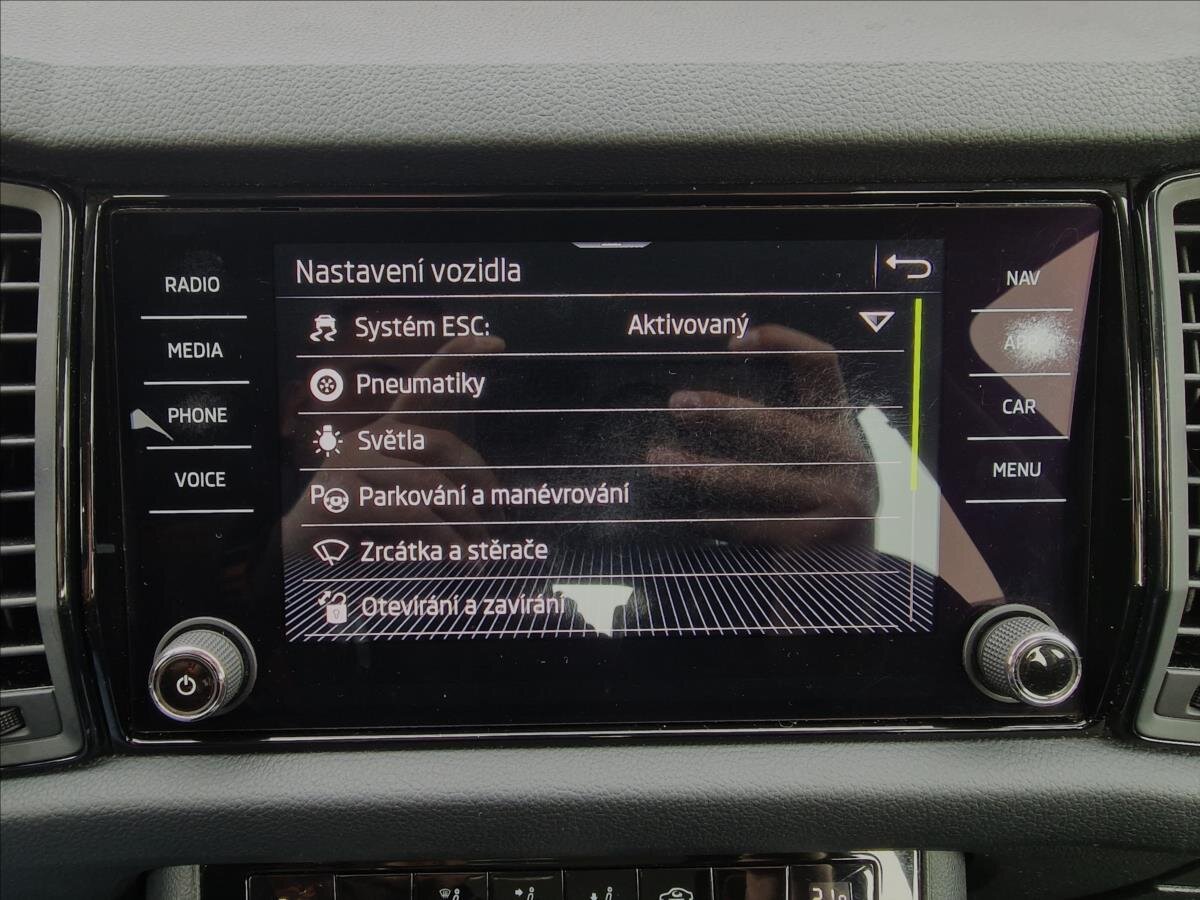 RADIO
MEDIA
PHONE
VOICE
Nastavení vozidla
Systém ESC: Aktivovaný
Pneumatiky
Světla
Parkování a manévrování
Zrcátka a stěrače
Otevírání a zavírání
NAV
APP
CAR
MENU